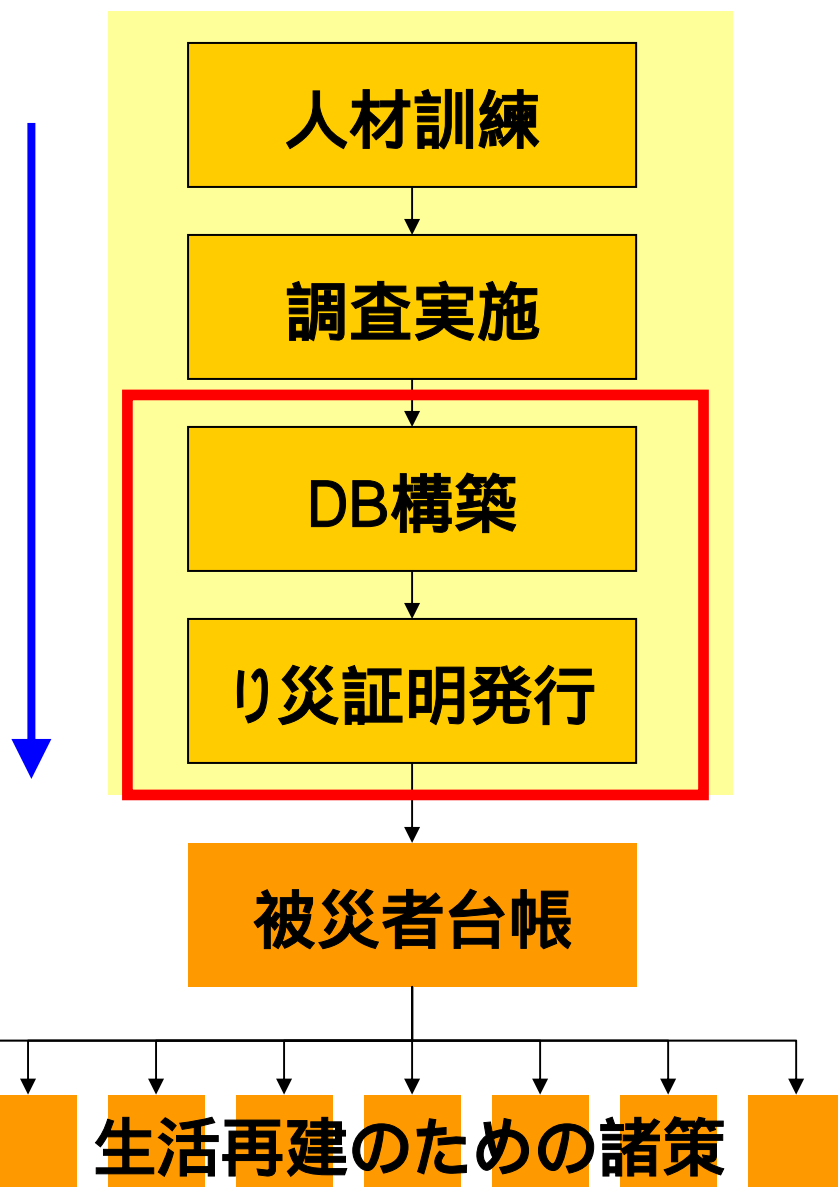 人材訓練
調査実施
DB構築
り災証明発行
被災者台帳
生活再建のための諸策